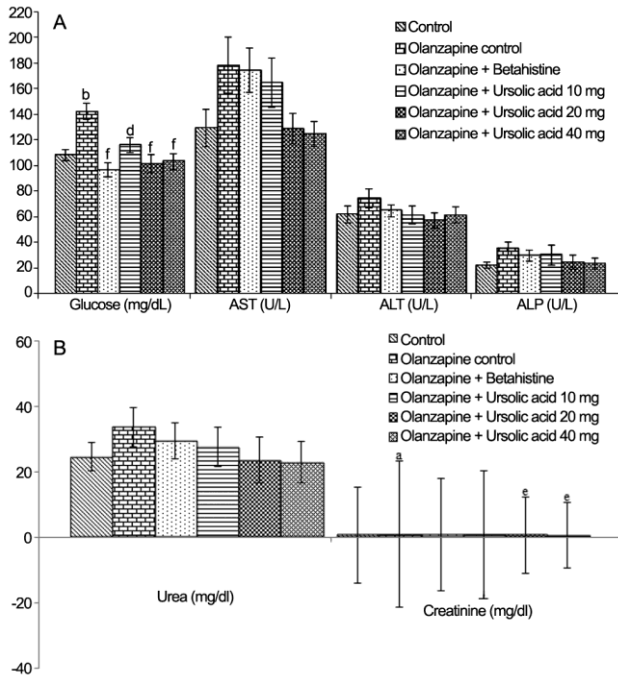 A
220
200
180
160
140
120
100
80
60
40
20
0
Control
Olanzapine control
Olanzapine + Betahistine
Olanzapine + Ursolic acid 10 mg
Olanzapine + Ursolic acid 20 mg
Olanzapine + Ursolic acid 40 mg
b
f
d
f
f
Glucose (mg/dL) AST (U/L) ALT (U/L) ALP (U/L)
B
60
40
20
0
-20
-40
Control
Olanzapine control
Olanzapine + Betahistine
Olanzapine + Ursolic acid 10 mg
Olanzapine + Ursolic acid 20 mg
Olanzapine + Ursolic acid 40 mg
a
e
e
Urea (mg/dl)
Creatinine (mg/dl)